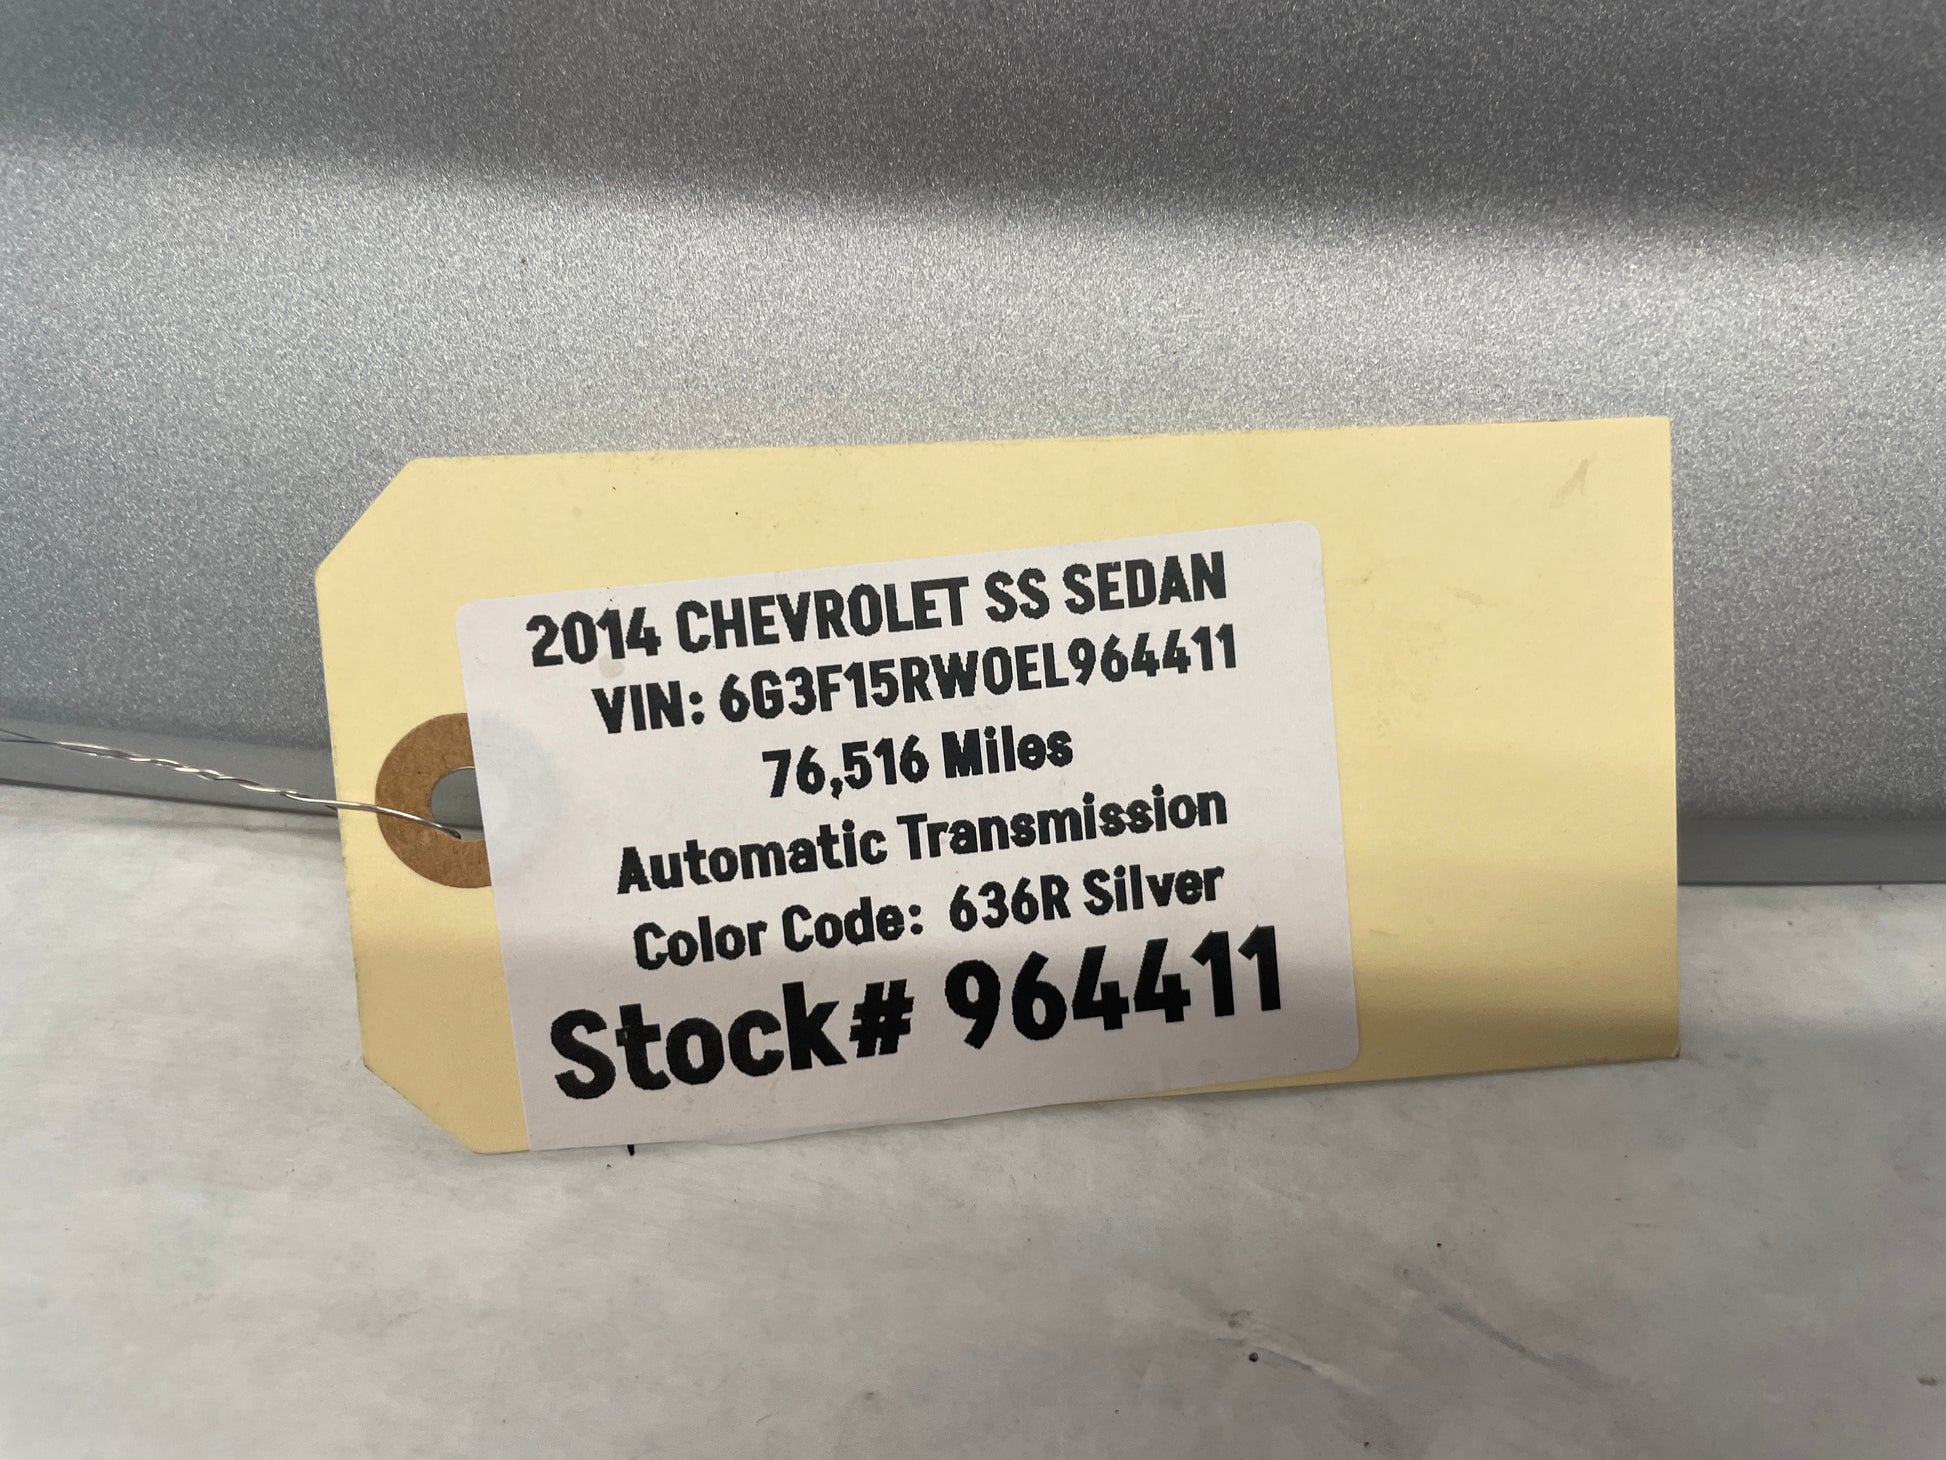 2014 CHEVROLET SS SEDAN
VIN: 6G3F15RW0EL964411
76,516 Miles
Automatic Transmission
Color Code: 636R Silver
Stock# 964411